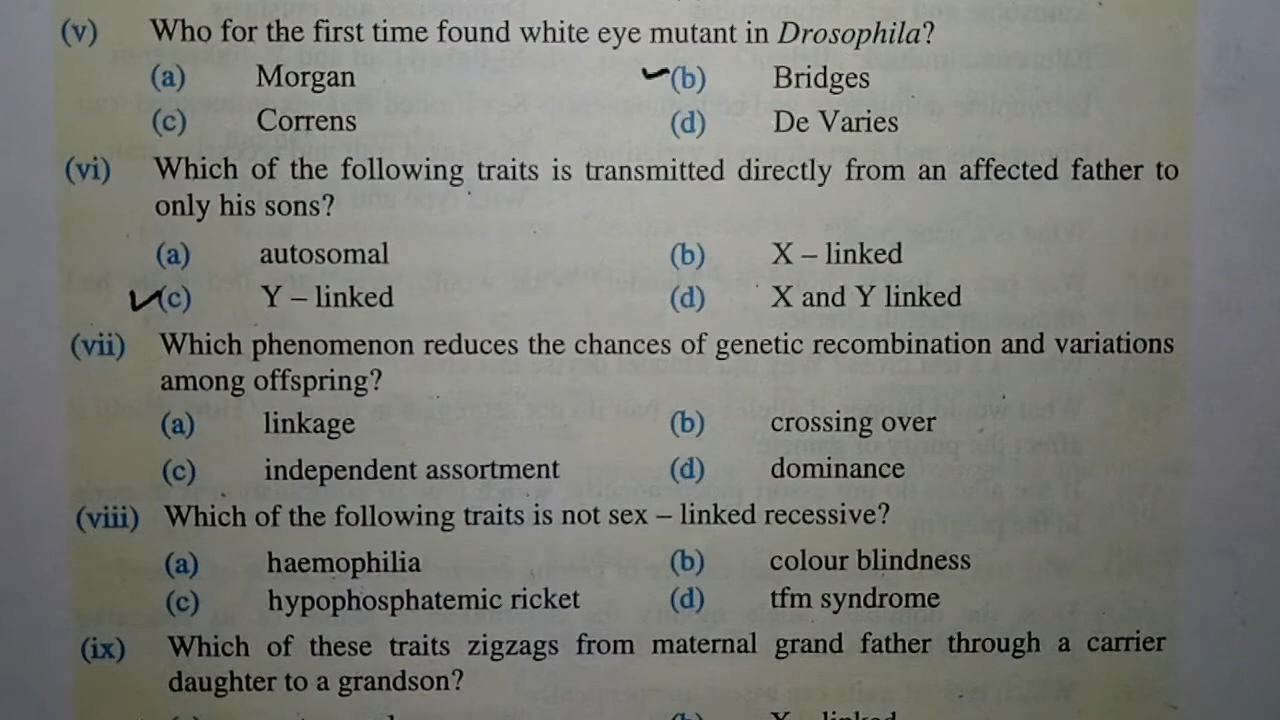 (v) Who for the first time found white eye mutant in Drosophila?
(a) Morgan (b) Bridges
(c) Correns (d) De Varies
(vi) Which of the following traits is transmitted directly from an affected father to
only his sons?
(a) autosomal (b) X – linked
(c) Y – linked (d) X and Y linked
(vii) Which phenomenon reduces the chances of genetic recombination and variations
among offspring?
(a) linkage (b) crossing over
(c) independent assortment (d) dominance
(viii) Which of the following traits is not sex – linked recessive?
(a) haemophilia (b) colour blindness
(c) hypophosphatemic ricket (d) tfm syndrome
(ix) Which of these traits zigzags from maternal grand father through a carrier
daughter to a grandson?
(b) X – linked